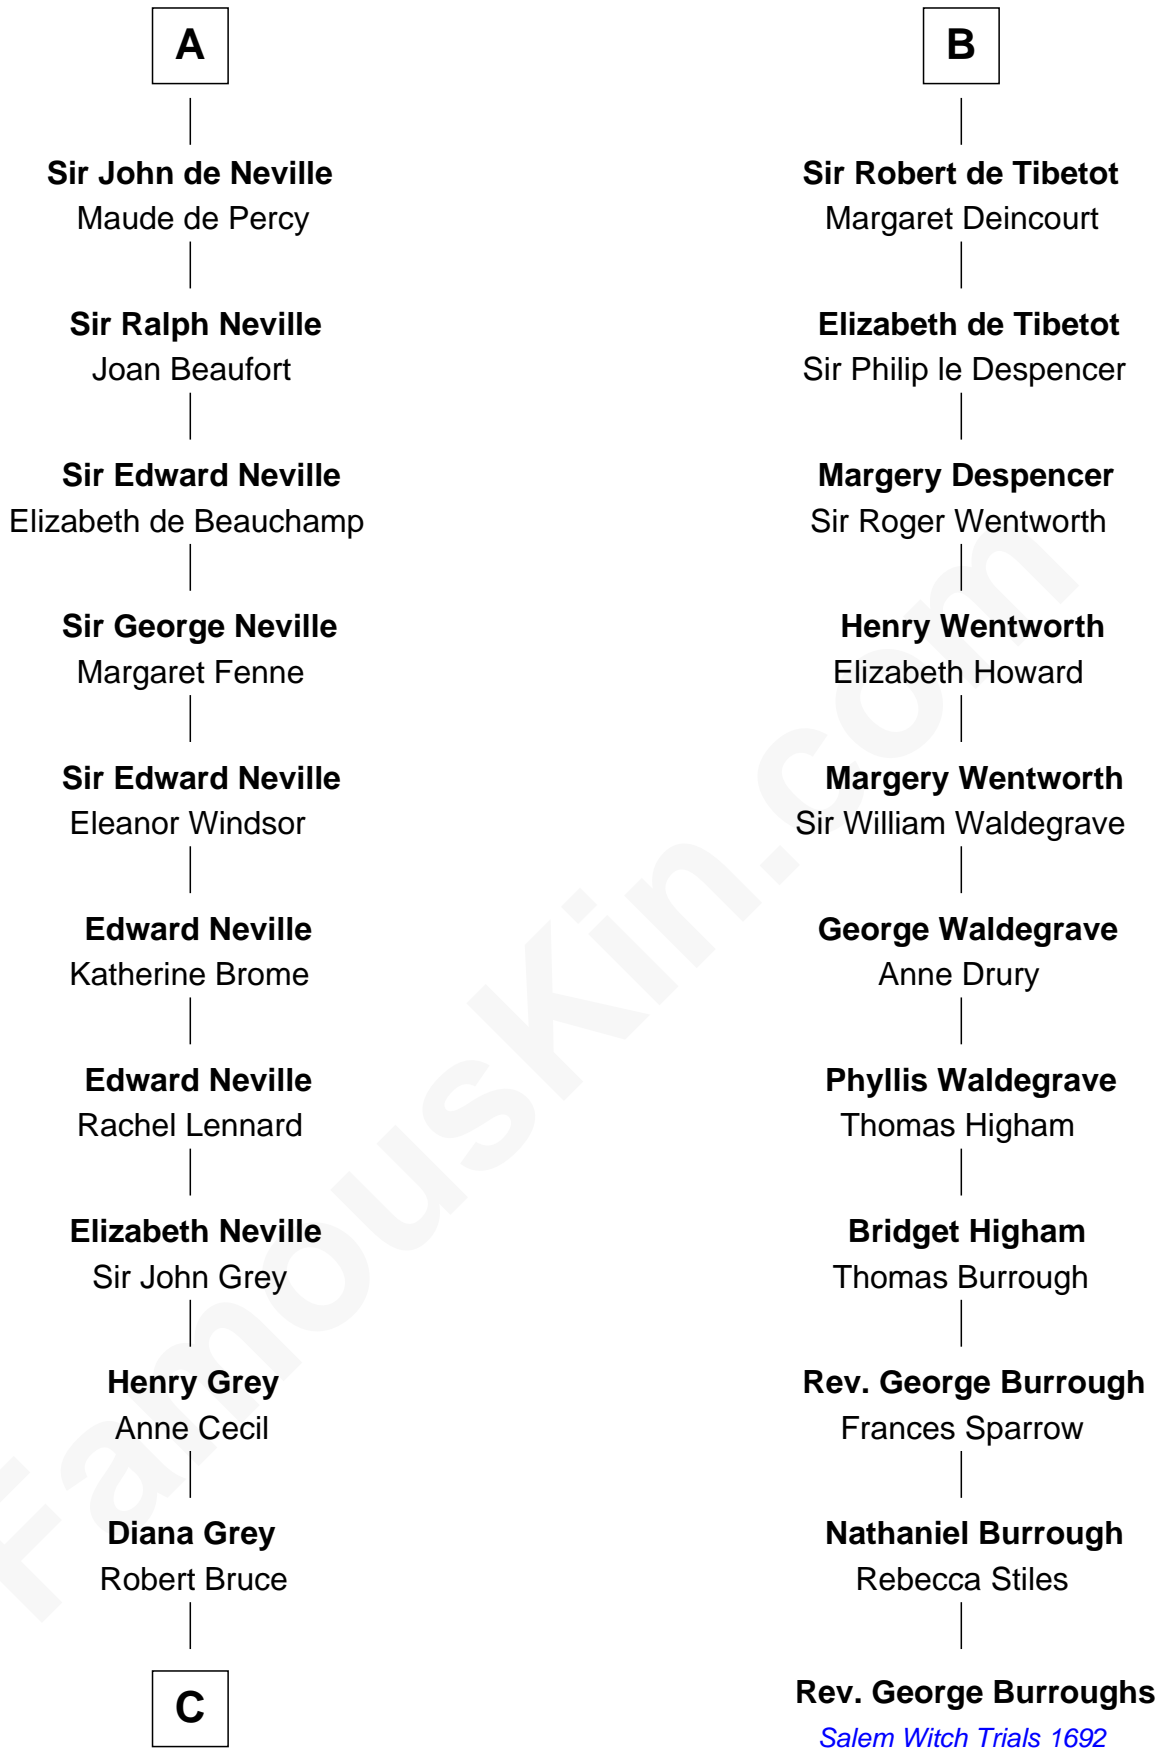 A
Sir John de Neville
Maude de Percy
Sir Ralph Neville
Joan Beaufort
Sir Edward Neville
Elizabeth de Beauchamp
Sir George Neville
Margaret Fenne
Sir Edward Neville
Eleanor Windsor
Edward Neville
Katherine Brome
Edward Neville
Rachel Lennard
Elizabeth Neville
Sir John Grey
Henry Grey
Anne Cecil
Diana Grey
Robert Bruce
C
B
Sir Robert de Tibetot
Margaret Deincourt
Elizabeth de Tibetot
Sir Philip le Despencer
Margery Despencer
Sir Roger Wentworth
Henry Wentworth
Elizabeth Howard
Margery Wentworth
Sir William Waldegrave
George Waldegrave
Anne Drury
Phyllis Waldegrave
Thomas Higham
Bridget Higham
Thomas Burrough
Rev. George Burrough
Frances Sparrow
Nathaniel Burrough
Rebecca Stiles
Rev. George Burroughs
Salem Witch Trials 1692
FamousKin.com